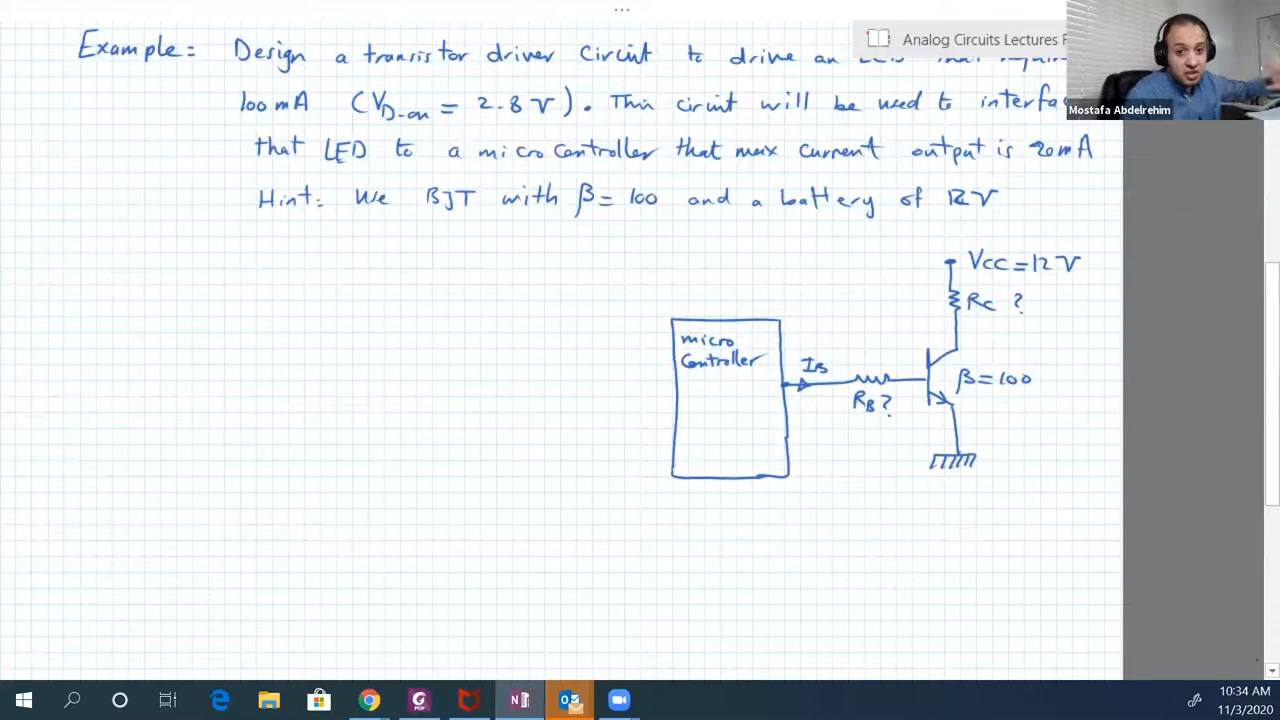 Analog Circuits Lectures
Mostafa Abdelrehim
Example: Design a transistor driver Circuit to drive an
100 mA (VD-on = 2.8 V). This circuit will be used to
that LED to a micro Controller that max current output is 20mA
Hint: Use BJT with β = 100 and a battery of 12 V
VCC = 12 V
RC ?
micro
Controller
IB
β = 100
RB ?
10:34 AM
11/3/2020